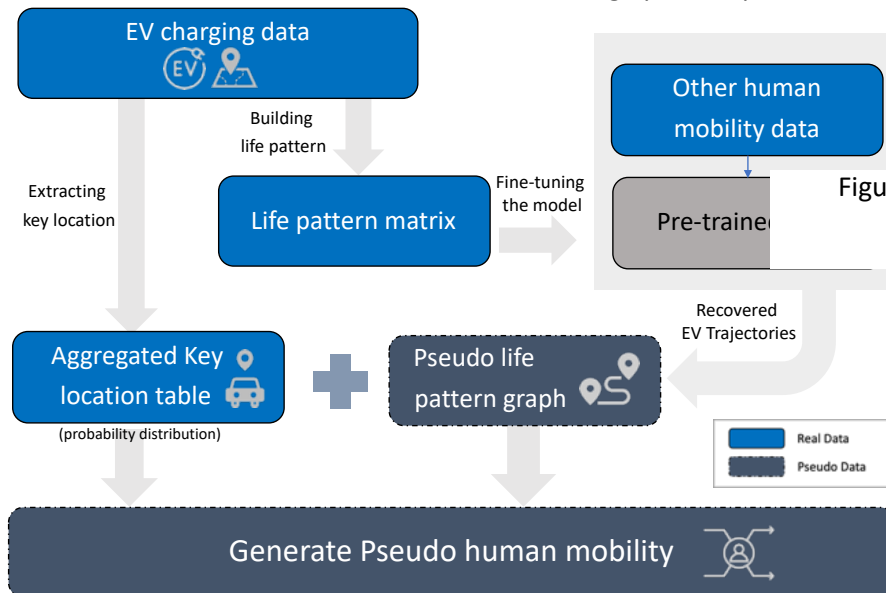 EV charging data
EV
Building
life pattern
Other human
mobility data
Extracting
key location
Life pattern matrix
Fine-tuning
the model
Figu
Pre-traine
Recovered
EV Trajectories
Aggregated Key
location table
(probability distribution)
Pseudo life
pattern graph
Real Data
Pseudo Data
Generate Pseudo human mobility